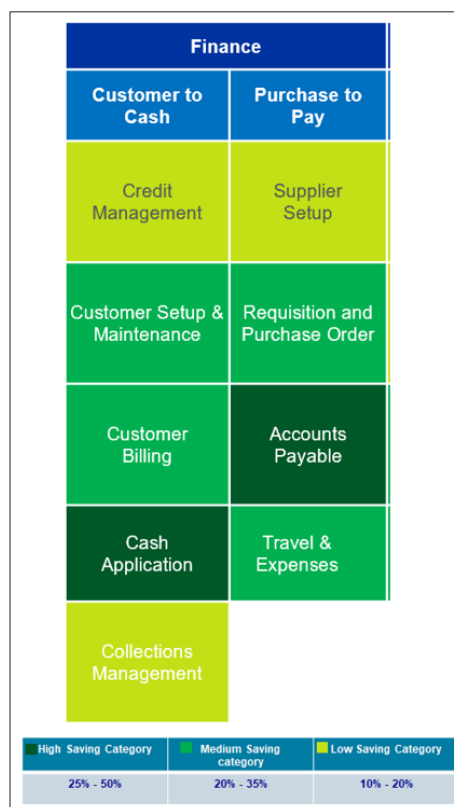 Finance
Customer to
Cash
Purchase to
Pay
Credit
Management
Supplier
Setup
Customer Setup &
Maintenance
Requisition and
Purchase Order
Customer
Billing
Accounts
Payable
Cash
Application
Travel &
Expenses
Collections
Management
High Saving Category
Medium Saving
category
Low Saving Category
25% - 50%
20% - 35%
10% - 20%